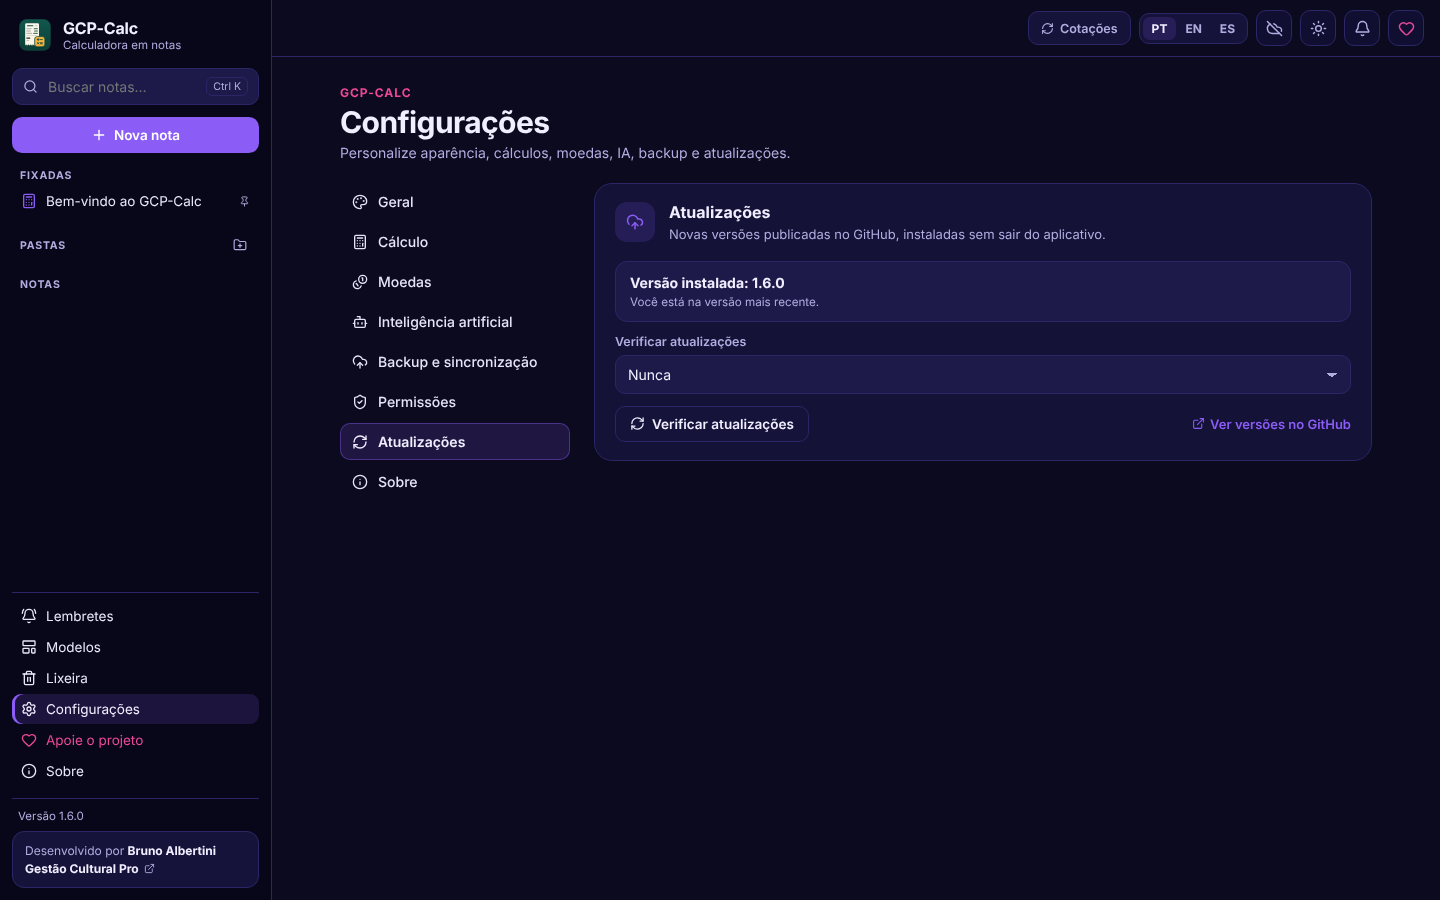 GCP-Calc
Calculadora em notas
Buscar notas...
Ctrl K
Nova nota
FIXADAS
Bem-vindo ao GCP-Calc
PASTAS
NOTAS
Lembretes
Modelos
Lixeira
Configurações
Apoie o projeto
Sobre
Versão 1.6.0
Desenvolvido por Bruno Albertini
Gestão Cultural Pro
Cotações
PT
EN
ES
GCP-CALC
Configurações
Personalize aparência, cálculos, moedas, IA, backup e atualizações.
Geral
Cálculo
Moedas
Inteligência artificial
Backup e sincronização
Permissões
Atualizações
Sobre
Atualizações
Novas versões publicadas no GitHub, instaladas sem sair do aplicativo.
Versão instalada: 1.6.0
Você está na versão mais recente.
Verificar atualizações
Nunca
Verificar atualizações
Ver versões no GitHub